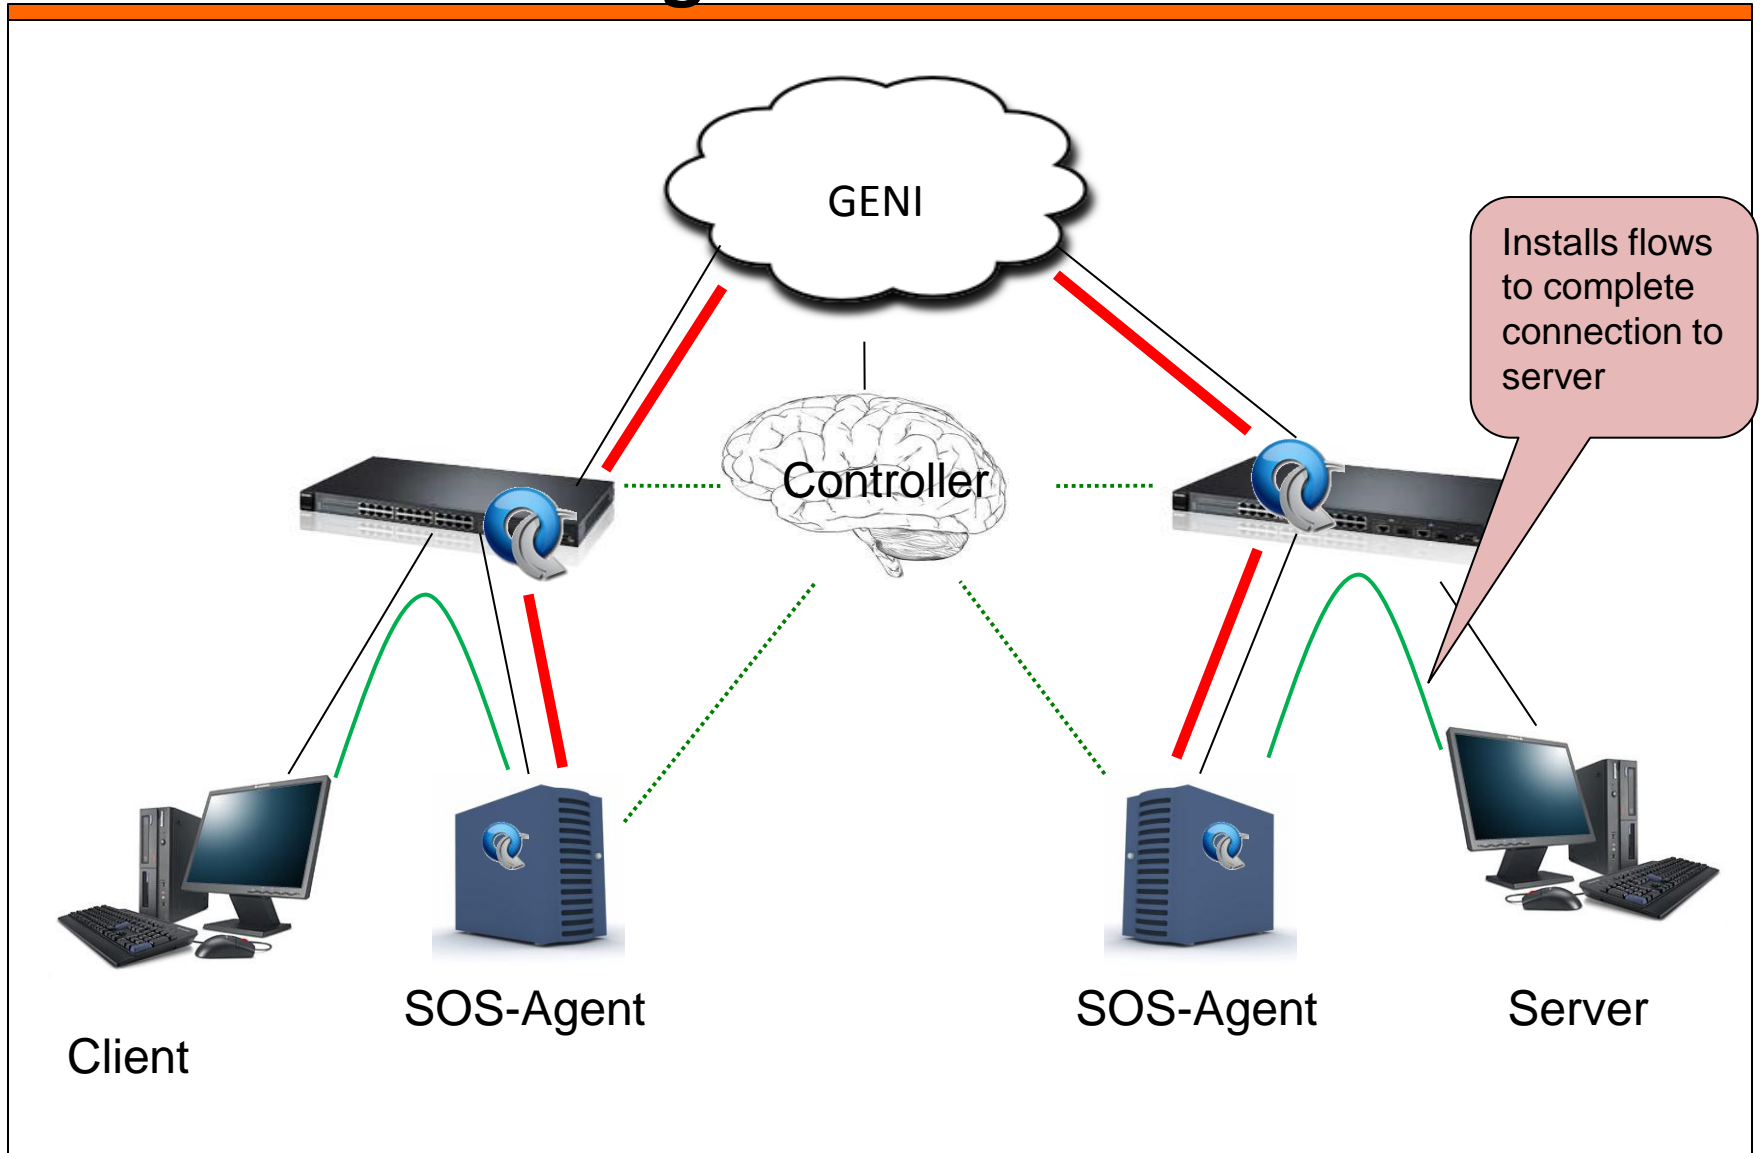 GENI
Installs flows
to complete
connection to
server
Controller
SOS-Agent
SOS-Agent
Server
Client